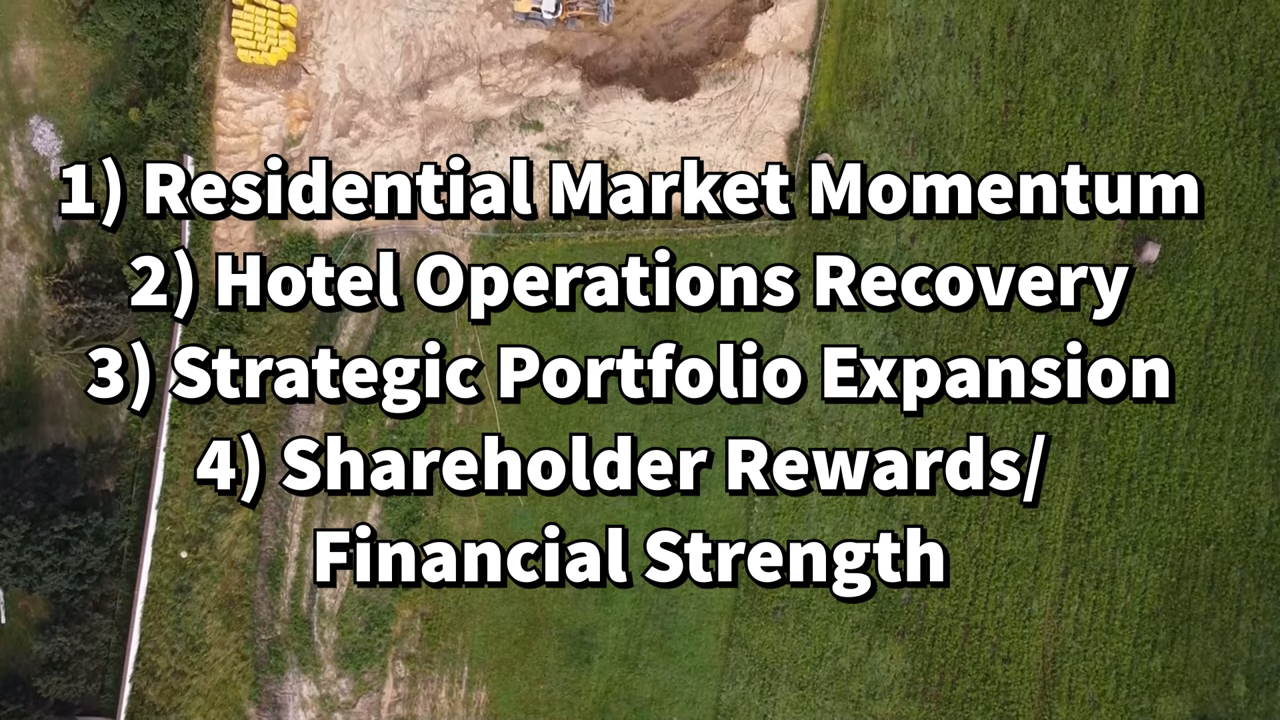 1) Residential Market Momentum
2) Hotel Operations Recovery
3) Strategic Portfolio Expansion
4) Shareholder Rewards/
Financial Strength